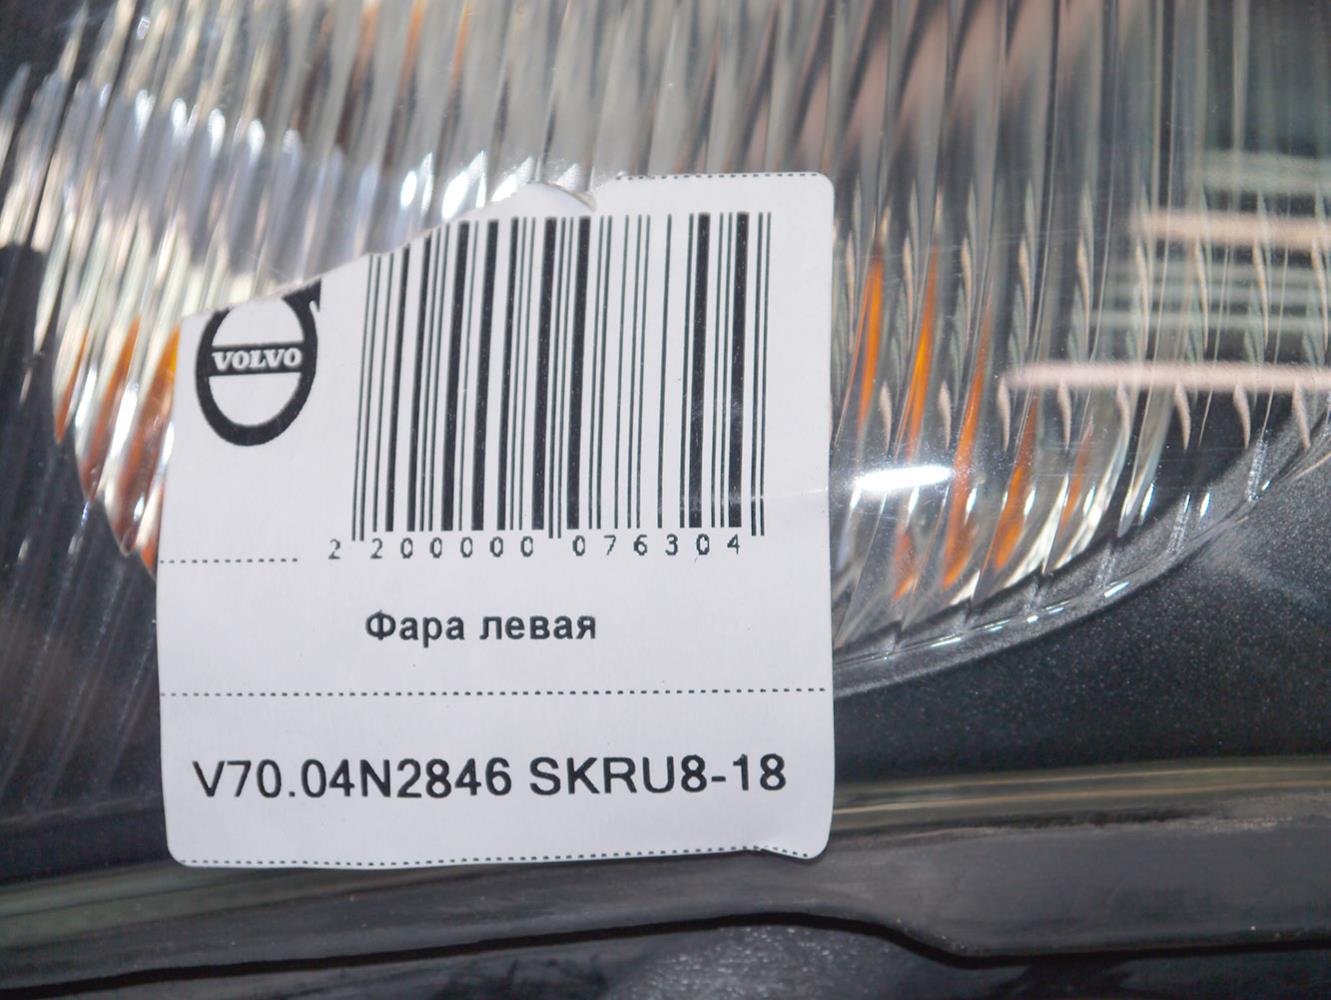 VOLVO
2 200000 076304
Фара левая
V70.04N2846 SKRU8-18